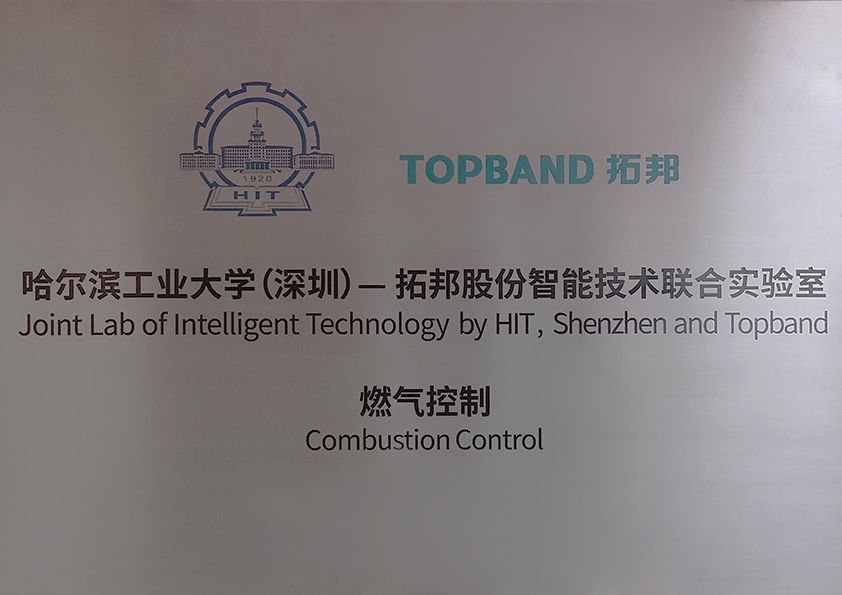 1920
HIT
TOPBAND 拓邦
哈尔滨工业大学(深圳)— 拓邦股份智能技术联合实验室
Joint Lab of Intelligent Technology by HIT, Shenzhen and Topband
燃气控制
Combustion Control